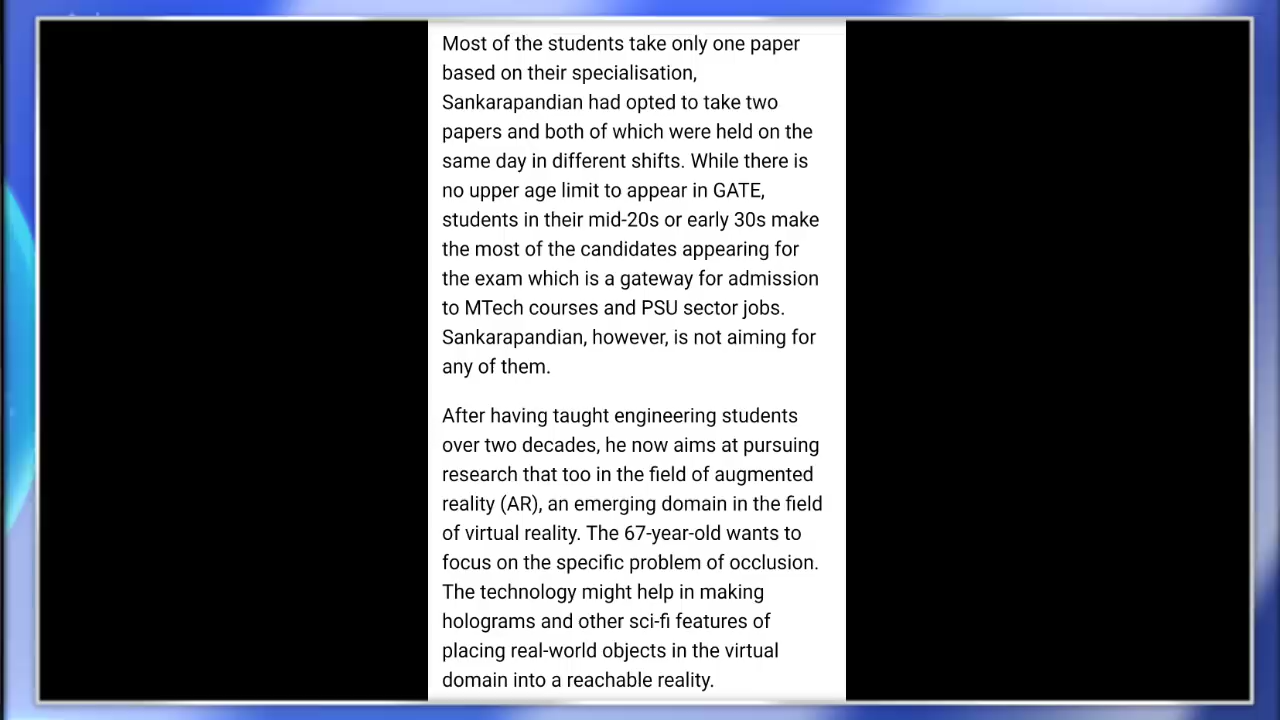 Most of the students take only one paper
based on their specialisation,
Sankarapandian had opted to take two
papers and both of which were held on the
same day in different shifts. While there is
no upper age limit to appear in GATE,
students in their mid-20s or early 30s make
the most of the candidates appearing for
the exam which is a gateway for admission
to MTech courses and PSU sector jobs.
Sankarapandian, however, is not aiming for
any of them.
After having taught engineering students
over two decades, he now aims at pursuing
research that too in the field of augmented
reality (AR), an emerging domain in the field
of virtual reality. The 67-year-old wants to
focus on the specific problem of occlusion.
The technology might help in making
holograms and other sci-fi features of
placing real-world objects in the virtual
domain into a reachable reality.